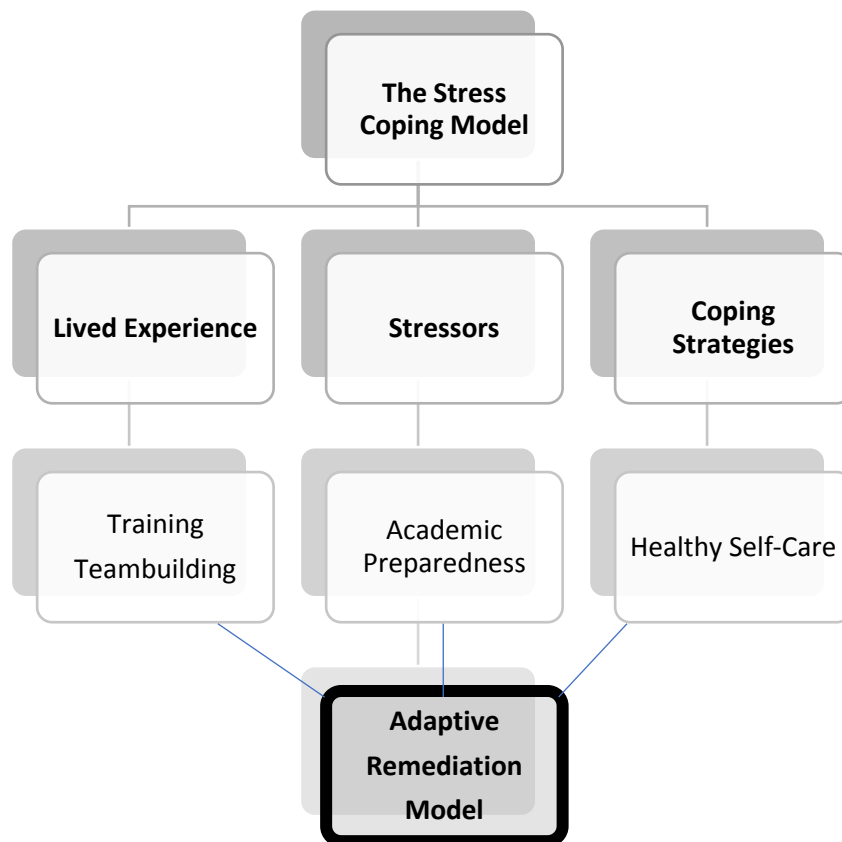 The Stress
Coping Model
Lived Experience
Stressors
Coping
Strategies
Training
Teambuilding
Academic
Preparedness
Healthy Self-Care
Adaptive
Remediation
Model